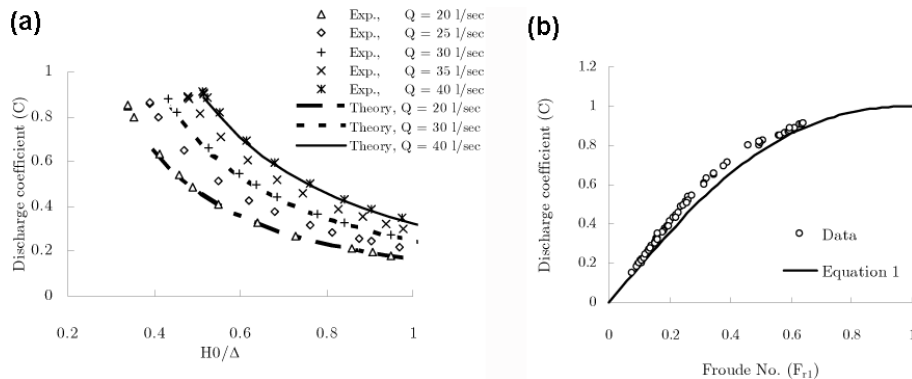 (a)
Exp., Q = 20 l/sec
Exp., Q = 25 l/sec
Exp., Q = 30 l/sec
Exp., Q = 35 l/sec
Exp., Q = 40 l/sec
Theory, Q = 20 l/sec
Theory, Q = 30 l/sec
Theory, Q = 40 l/sec
Discharge coefficient (C)
1
0.8
0.6
0.4
0.2
0
0.2
0.4
0.6
0.8
1
H0/Δ
(b)
Discharge coefficient (C)
1.2
1
0.8
0.6
0.4
0.2
0
Data
Equation 1
0
0.2
0.4
0.6
0.8
1
Froude No. (Fr1)